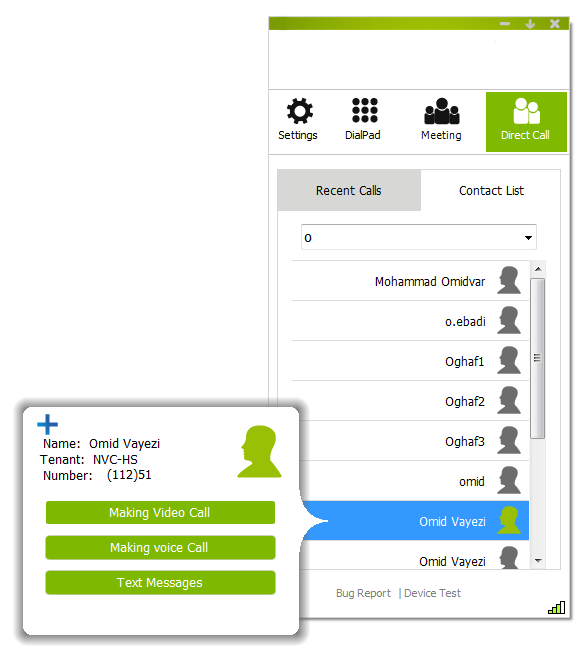 Settings
DialPad
Meeting
Direct Call
Recent Calls
Contact List
o
Mohammad Omidvar
o.ebadi
Oghaf1
Oghaf2
Oghaf3
omid
Omid Vayezi
Omid Vayezi
Bug Report | Device Test
Name: Omid Vayezi
Tenant: NVC-HS
Number: (112)51
Making Video Call
Making voice Call
Text Messages